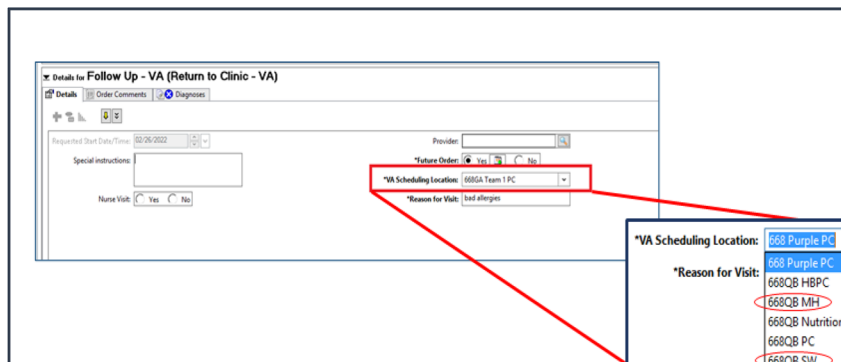 Details for Follow Up - VA (Return to Clinic - VA)
Details Order Comments Diagnoses
Requested Start Date/Time: 02/26/2022 Provider:
Special instructions: *Future Order: Yes No
*VA Scheduling Location: 668GA Team 1 PC
Nurse Visit: Yes No *Reason for Visit: bad allergies
*VA Scheduling Location: 668 Purple PC
*Reason for Visit: 668 Purple PC
668QB HBPC
668QB MH
668QB Nutrition
668QB PC
668QB SW